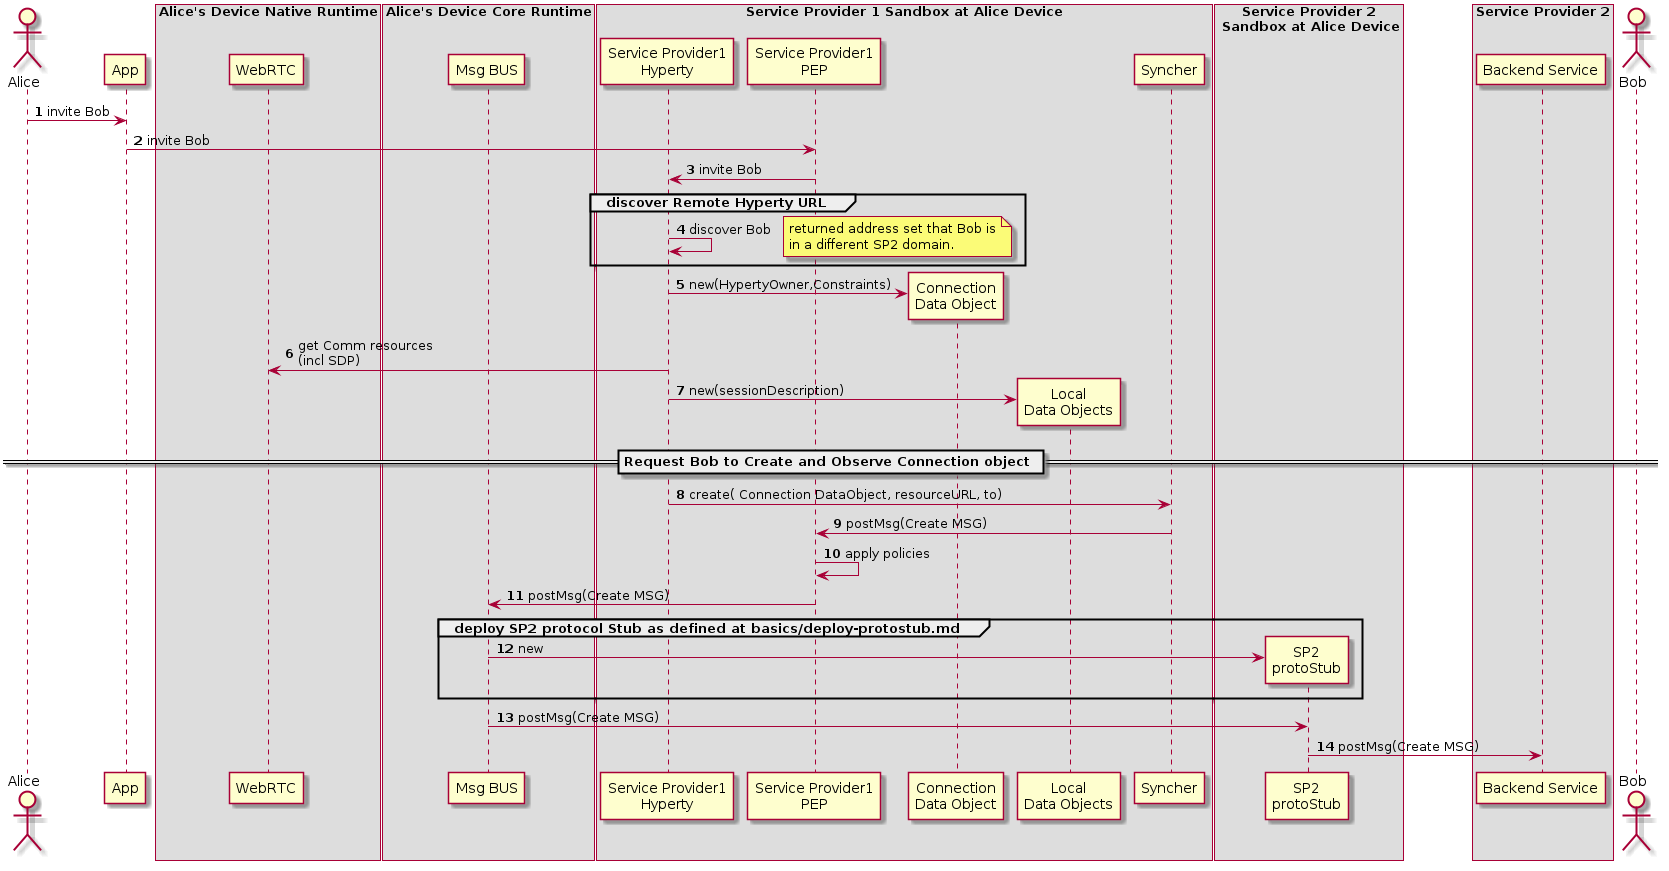 Alice's Device Native Runtime
Alice's Device Core Runtime
Service Provider 1 Sandbox at Alice Device
Service Provider 2
Sandbox at Alice Device
Service Provider 2
Alice
App
WebRTC
Msg BUS
Service Provider1
Hyperty
Service Provider1
PEP
Syncher
Backend Service
Bob
1 invite Bob
2 invite Bob
3 invite Bob
discover Remote Hyperty URL
4 discover Bob
returned address set that Bob is
in a different SP2 domain.
5 new(HypertyOwner,Constraints)
Connection
Data Object
6 get Comm resources
(incl SDP)
7 new(sessionDescription)
Local
Data Objects
Request Bob to Create and Observe Connection object
8 create( Connection DataObject, resourceURL, to)
9 postMsg(Create MSG)
10 apply policies
11 postMsg(Create MSG)
deploy SP2 protocol Stub as defined at basics/deploy-protostub.md
12 new
SP2
protoStub
13 postMsg(Create MSG)
14 postMsg(Create MSG)
Alice
App
WebRTC
Msg BUS
Service Provider1
Hyperty
Service Provider1
PEP
Connection
Data Object
Local
Data Objects
Syncher
SP2
protoStub
Backend Service
Bob